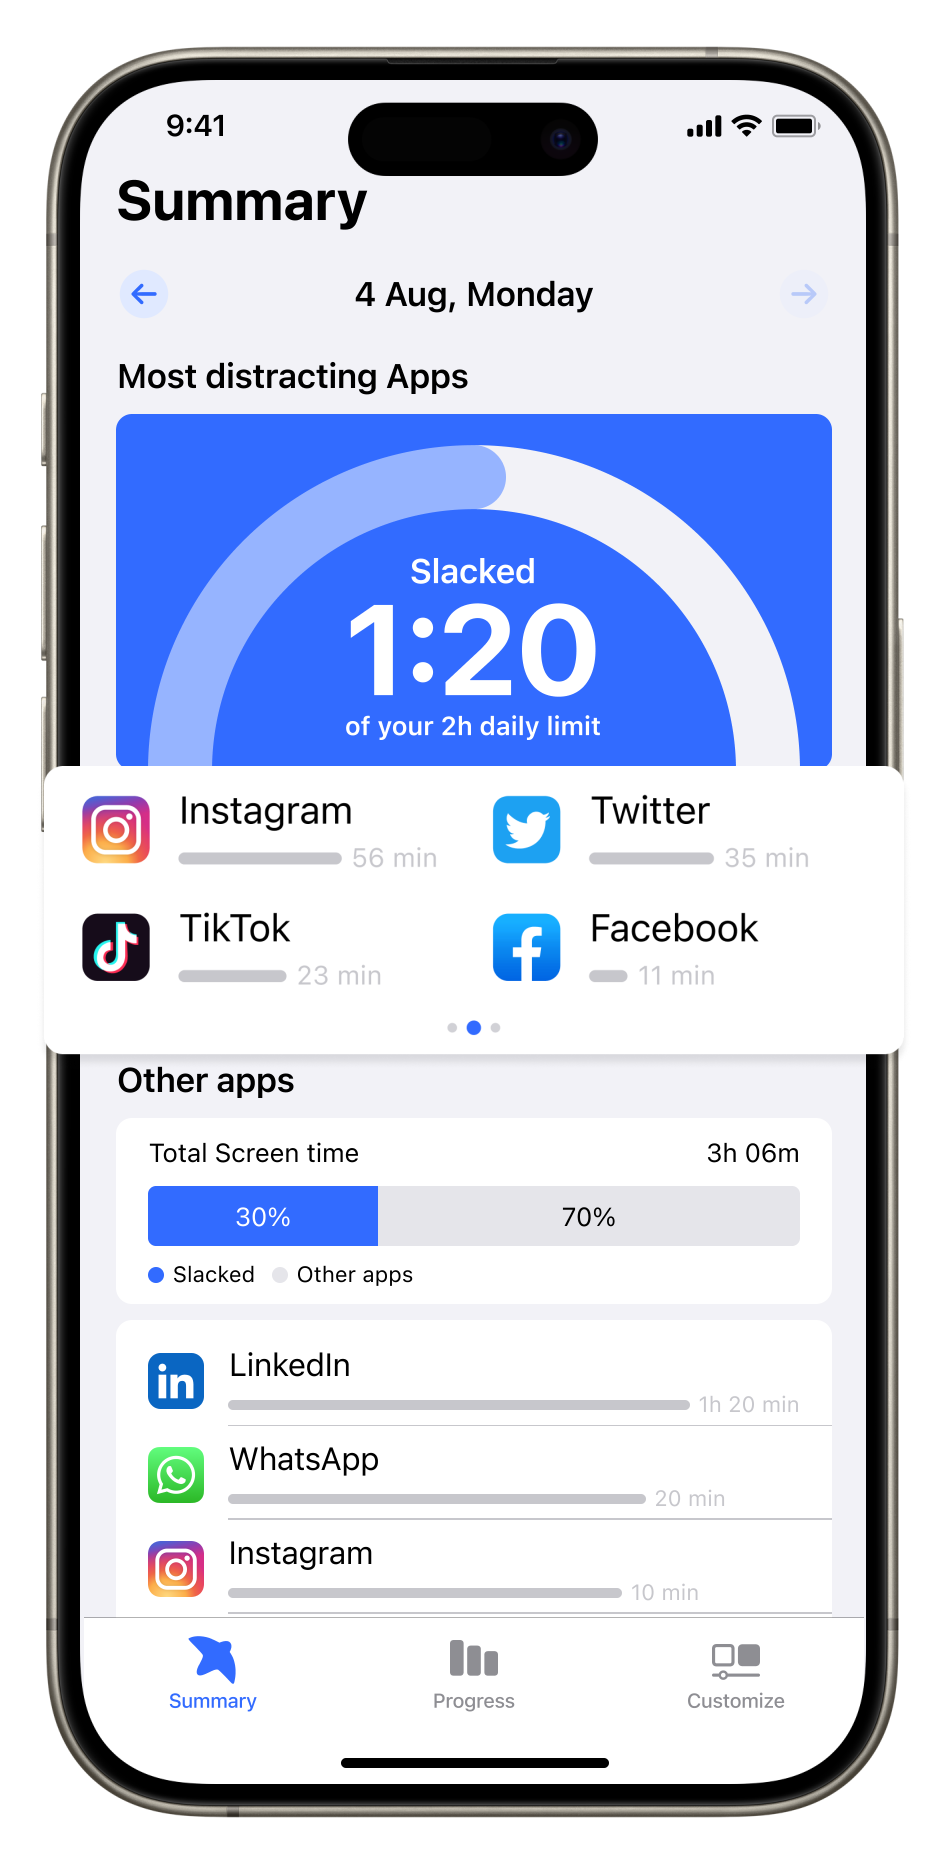 9:41
Summary
4 Aug, Monday
Most distracting Apps
Slacked
1:20
of your 2h daily limit
Instagram
56 min
Twitter
35 min
TikTok
23 min
Facebook
11 min
Other apps
Total Screen time 3h 06m
30% 70%
Slacked Other apps
LinkedIn
1h 20 min
WhatsApp
20 min
Instagram
10 min
Summary Progress Customize